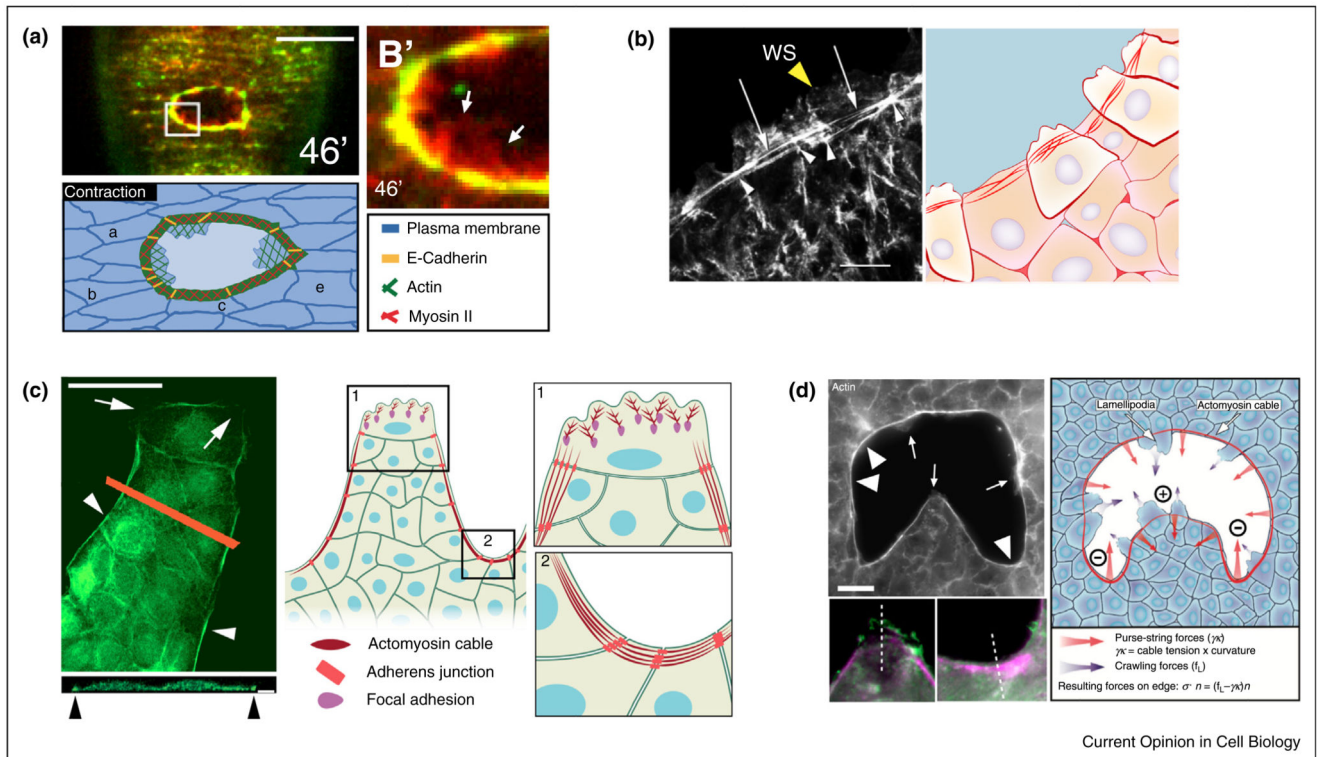 (a)
46'
B'
46'
Contraction
a
b
c
e
Plasma membrane
E-Cadherin
Actin
Myosin II
(b)
WS
(c)
1
2
Actomyosin cable
Adherens junction
Focal adhesion
1
2
(d)
Actin
Lamellipodia
Actomyosin cable
+
−
−
Purse-string forces (γκ)
γκ = cable tension x curvature
Crawling forces (fL)
Resulting forces on edge: σ· n = (fL–γκ)n
Current Opinion in Cell Biology